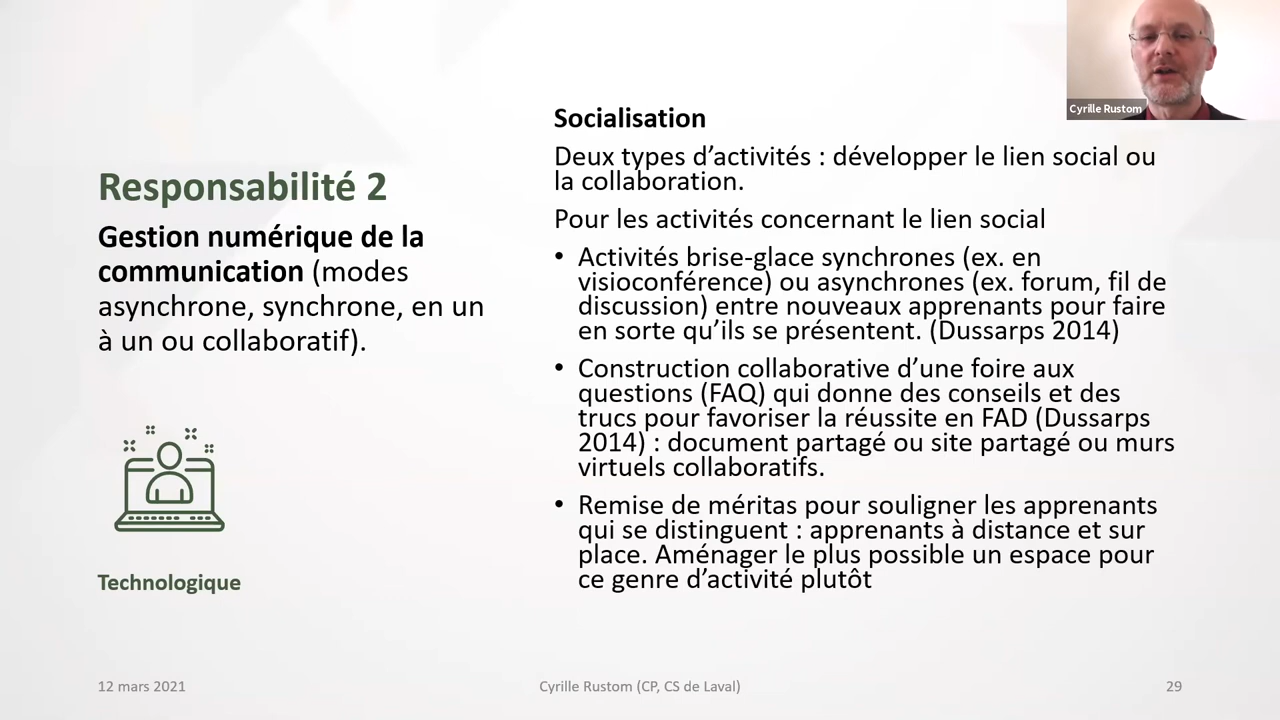 Cyrille Rustom
Responsabilité 2
Gestion numérique de la
communication (modes
asynchrone, synchrone, en un
à un ou collaboratif).
Technologique
Socialisation
Deux types d’activités : développer le lien social ou
la collaboration.
Pour les activités concernant le lien social
• Activités brise-glace synchrones (ex. en
visioconférence) ou asynchrones (ex. forum, fil de
discussion) entre nouveaux apprenants pour faire
en sorte qu’ils se présentent. (Dussarps 2014)
• Construction collaborative d’une foire aux
questions (FAQ) qui donne des conseils et des
trucs pour favoriser la réussite en FAD (Dussarps
2014) : document partagé ou site partagé ou murs
virtuels collaboratifs.
• Remise de méritas pour souligner les apprenants
qui se distinguent : apprenants à distance et sur
place. Aménager le plus possible un espace pour
ce genre d’activité plutôt
12 mars 2021
Cyrille Rustom (CP, CS de Laval)
29